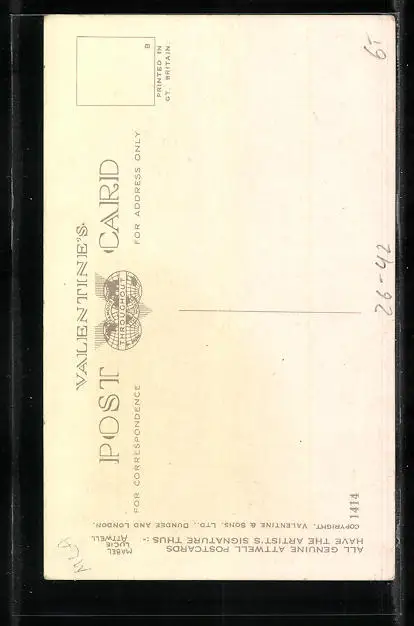 VALENTINE'S
POST CARD
THROUGHOUT
FOR CORRESPONDENCE
FOR ADDRESS ONLY
B
PRINTED IN
GT. BRITAIN.
ALL GENUINE ATTWELL POSTCARDS
HAVE THE ARTIST'S SIGNATURE THUS :-
MABEL
LUCIE
ATTWELL
COPYRIGHT, VALENTINE & SONS, LTD., DUNDEE AND LONDON.
1414
26-42